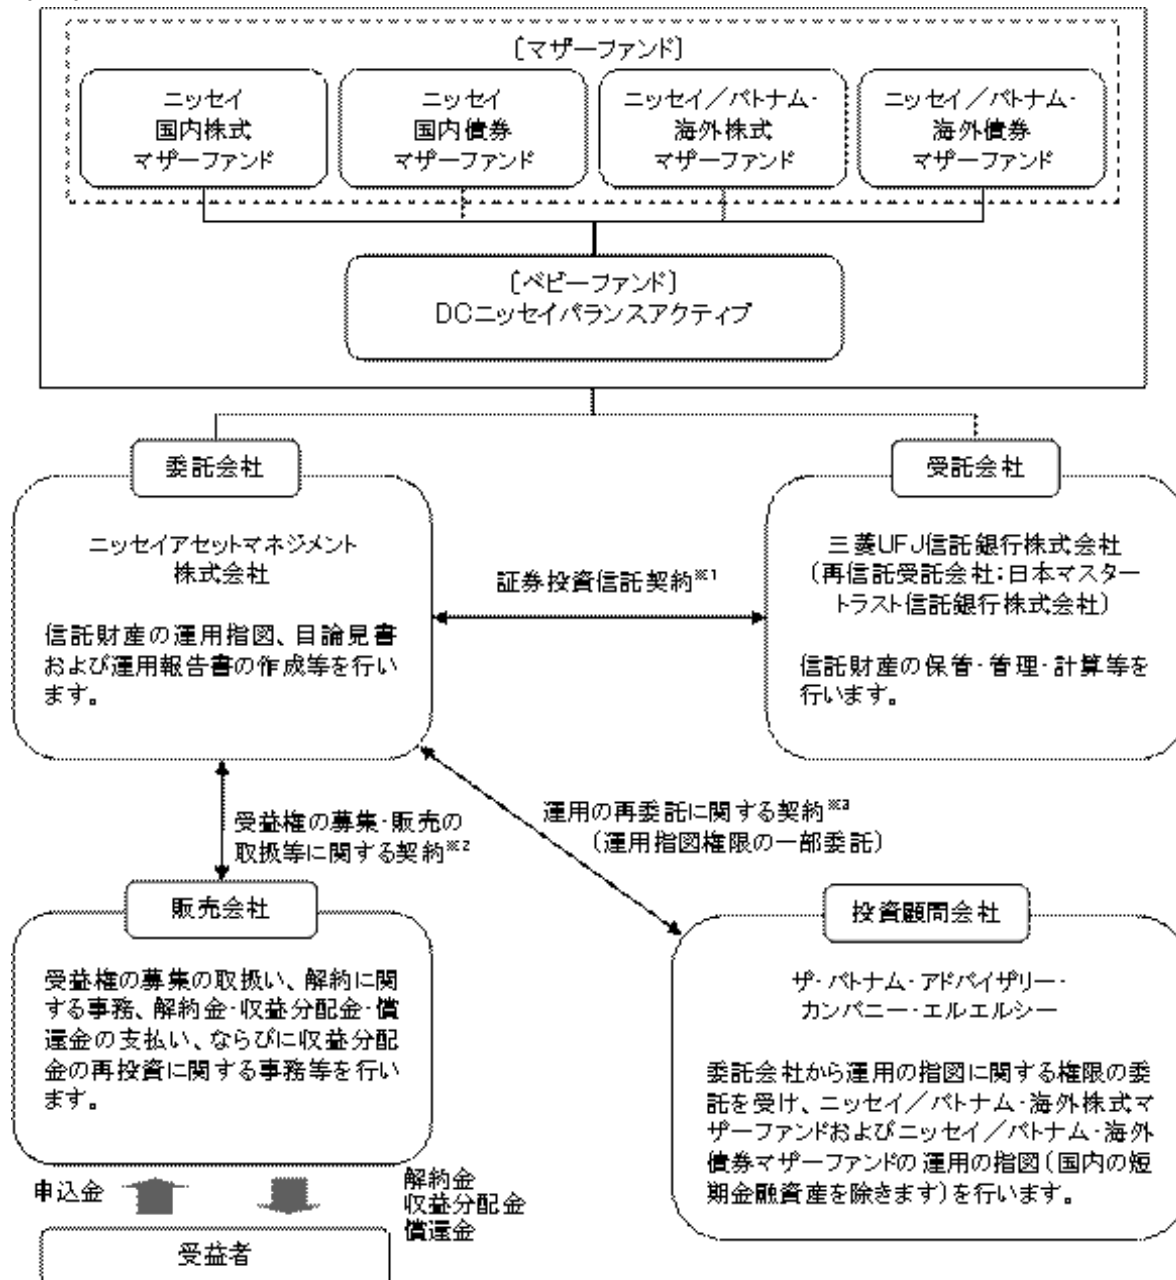 〔マザーファンド〕
ニッセイ
国内株式
マザーファンド
ニッセイ
国内債券
マザーファンド
ニッセイ／パトナム・
海外株式
マザーファンド
ニッセイ／パトナム・
海外債券
マザーファンド
〔ベビーファンド〕
DCニッセイバランスアクティブ
委託会社
ニッセイアセットマネジメント
株式会社
信託財産の運用指図、目論見書
および運用報告書の作成等を行い
ます。
証券投資信託契約※1
受託会社
三菱UFJ信託銀行株式会社
（再信託受託会社：日本マスター
トラスト信託銀行株式会社）
信託財産の保管・管理・計算等を
行います。
受益権の募集・販売の
取扱等に関する契約※2
運用の再委託に関する契約※3
（運用指図権限の一部委託）
販売会社
受益権の募集の取扱い、解約に関
する事務、解約金・収益分配金・償
還金の支払い、ならびに収益分配
金の再投資に関する事務等を行い
ます。
投資顧問会社
ザ・パトナム・アドバイザリー・
カンパニー・エルエルシー
委託会社から運用の指図に関する権限の委
託を受け、ニッセイ／パトナム・海外株式マ
ザーファンドおよびニッセイ／パトナム・海外
債券マザーファンドの運用の指図（国内の短
期金融資産を除きます）を行います。
申込金
解約金
収益分配金
償還金
受益者